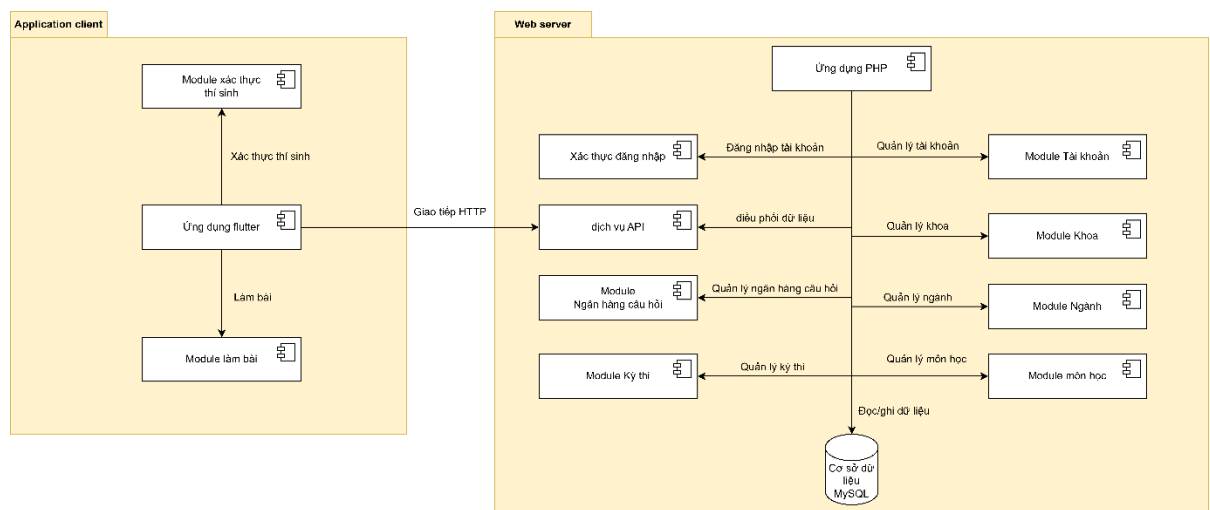 Application client
Module xác thực
thí sinh
Xác thực thí sinh
Ứng dụng flutter
Làm bài
Module làm bài
Giao tiếp HTTP
Web server
Ứng dụng PHP
Xác thực đăng nhập
Đăng nhập tài khoản
Quản lý tài khoản
Module Tài khoản
dịch vụ API
điều phối dữ liệu
Quản lý khoa
Module Khoa
Module
Ngân hàng câu hỏi
Quản lý ngân hàng câu hỏi
Quản lý ngành
Module Ngành
Module Kỳ thi
Quản lý kỳ thi
Quản lý môn học
Module môn học
Đọc/ghi dữ liệu
Cơ sở dữ
liệu
MySQL